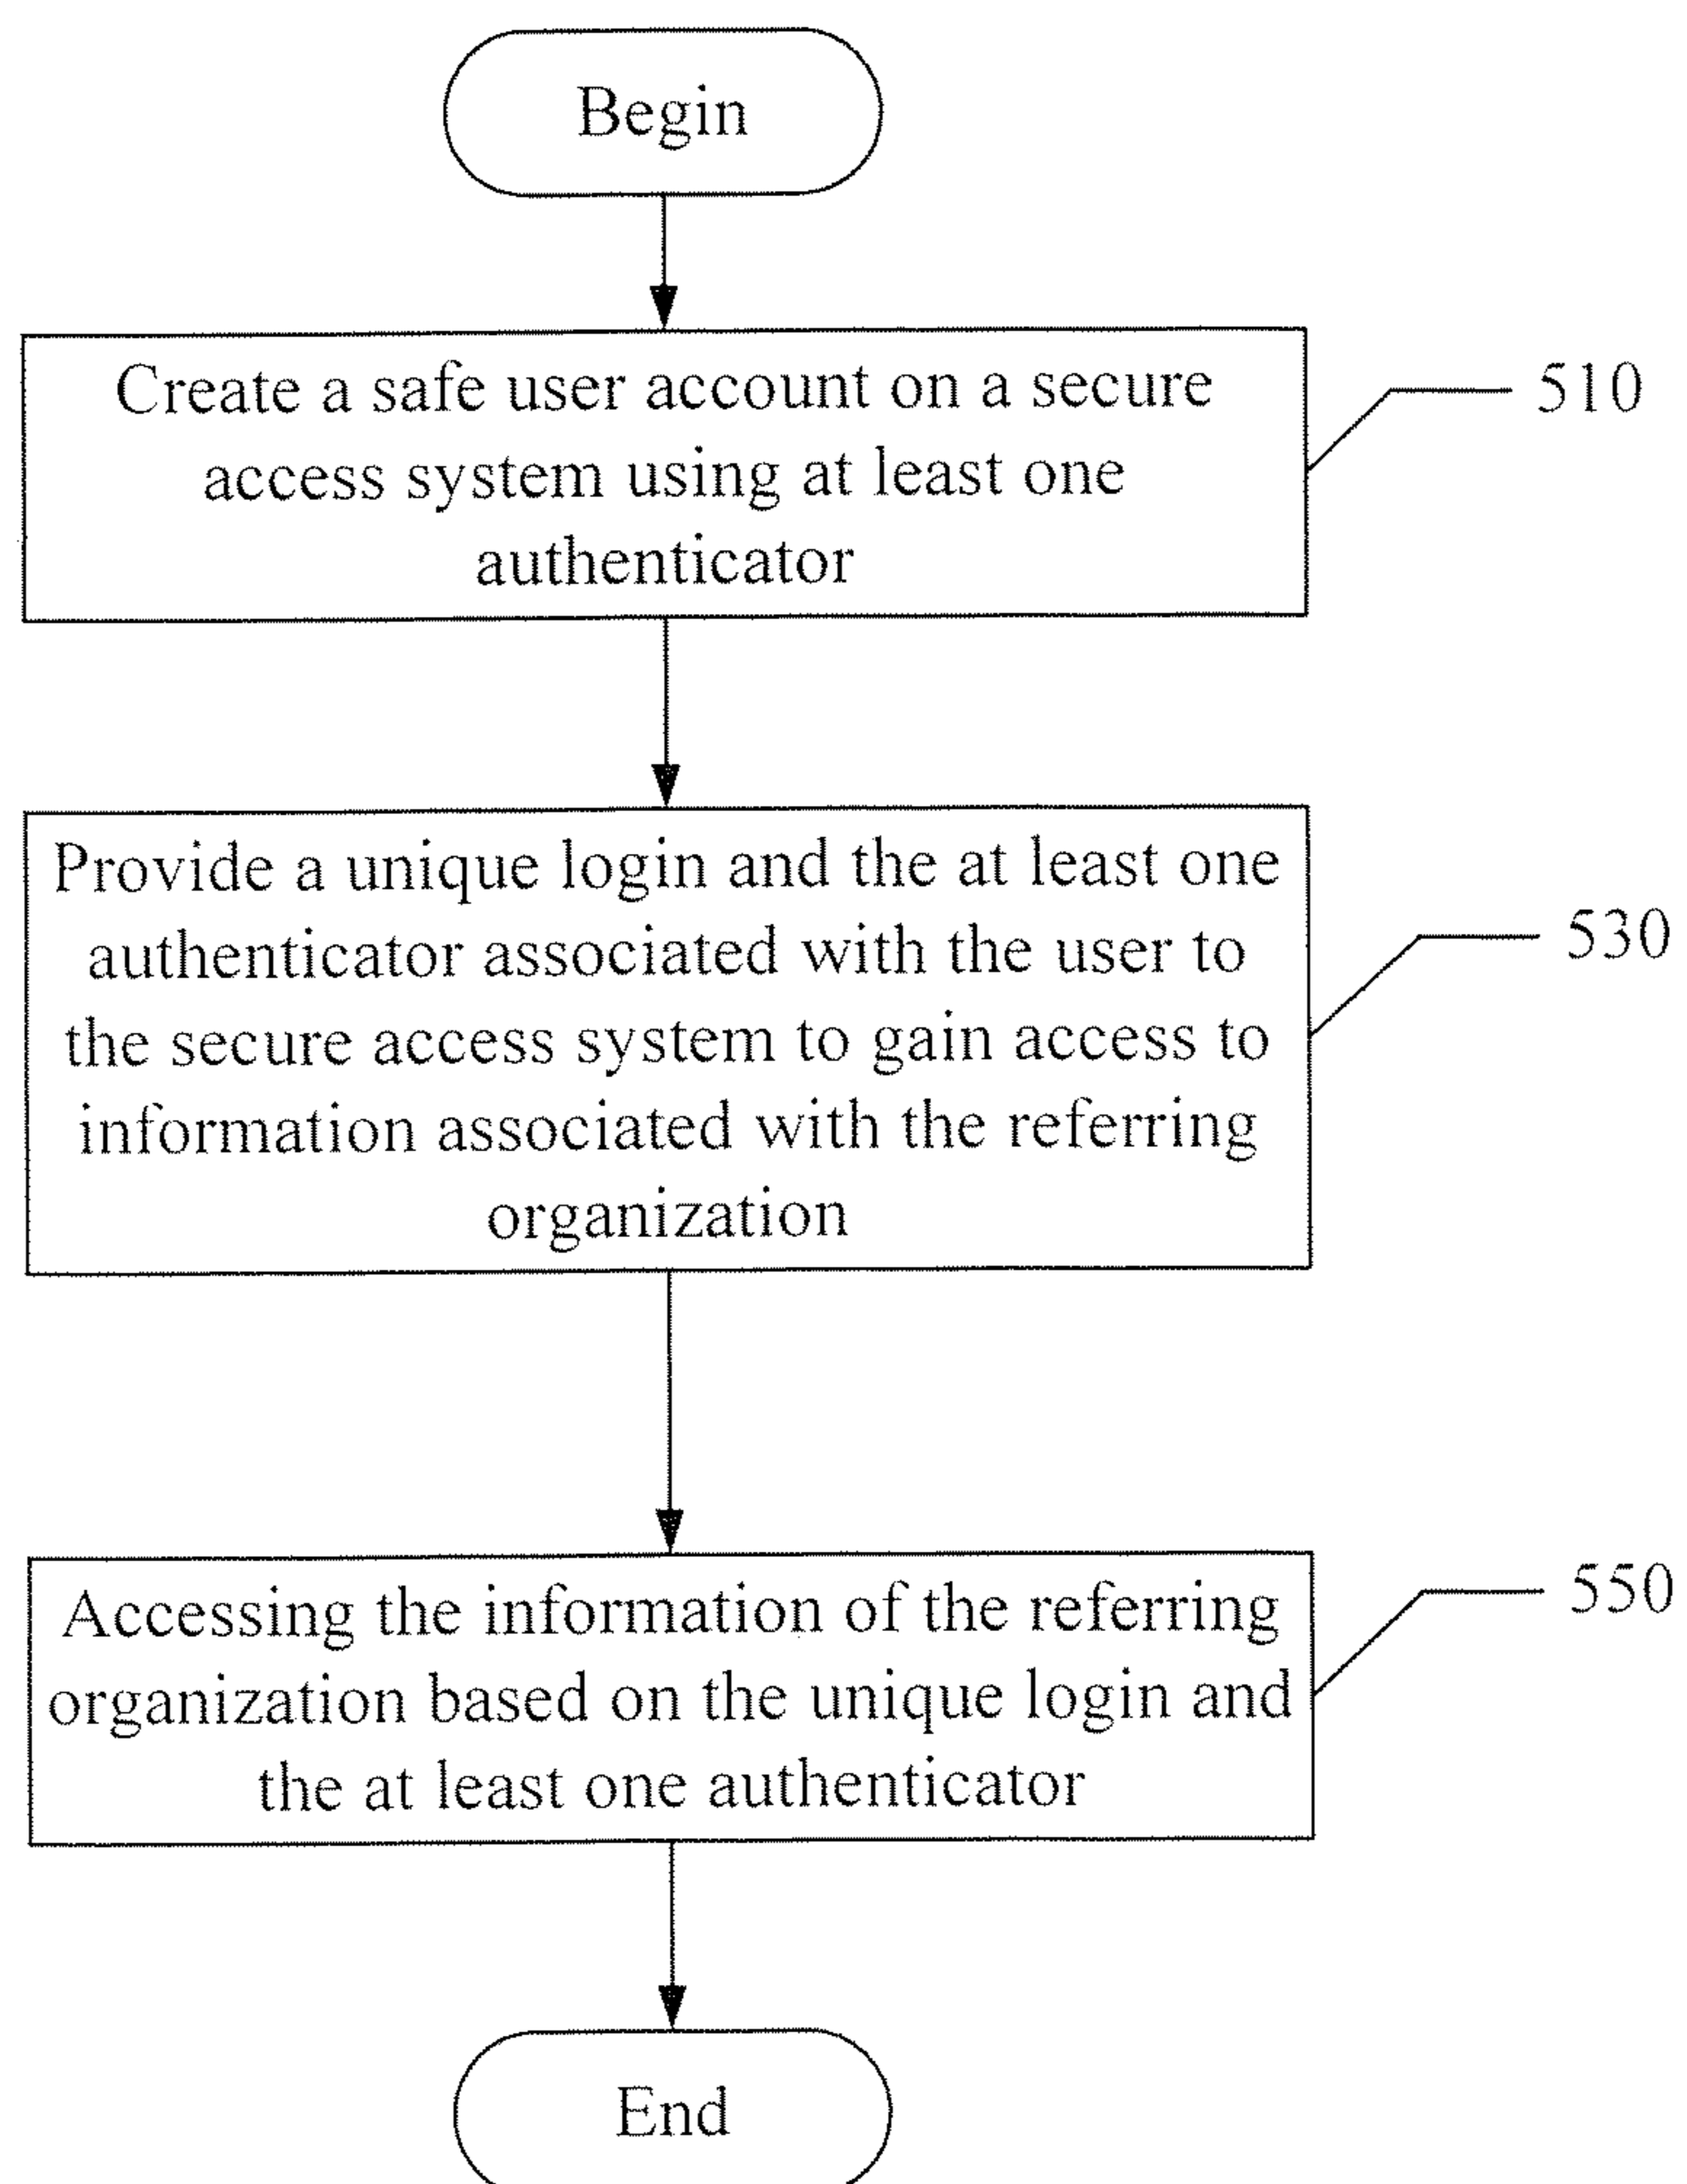 Begin
Create a safe user account on a secure
access system using at least one
authenticator
510
Provide a unique login and the at least one
authenticator associated with the user to
the secure access system to gain access to
information associated with the referring
organization
530
Accessing the information of the referring
organization based on the unique login and
the at least one authenticator
550
End